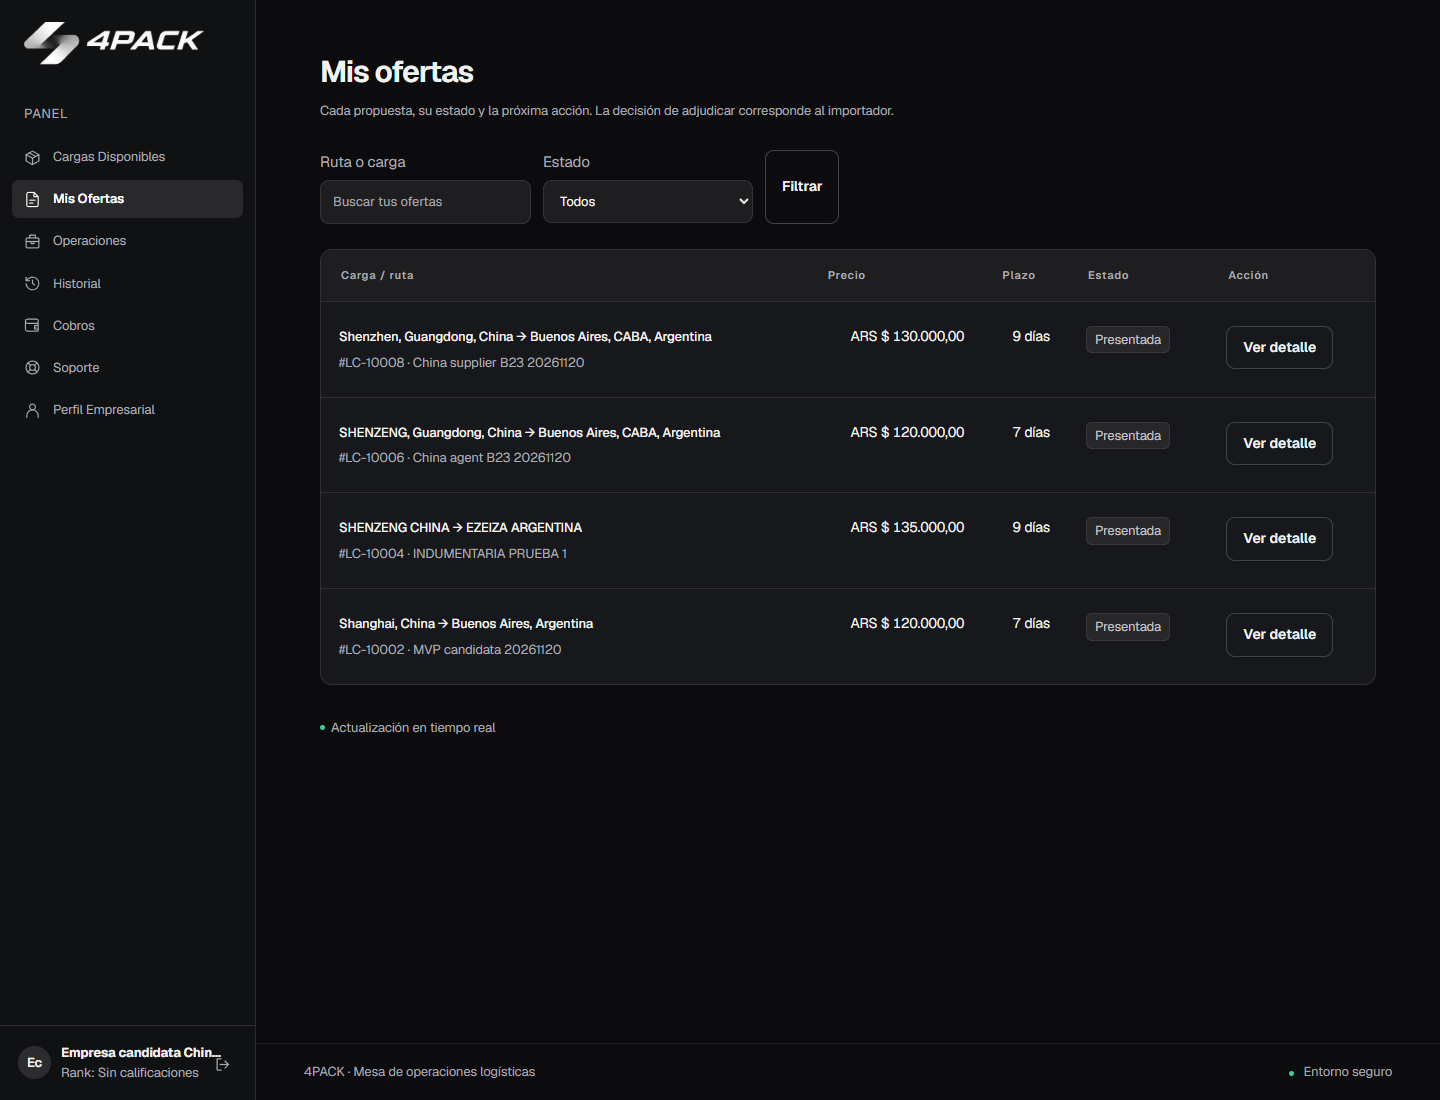 4PACK
PANEL
Cargas Disponibles
Mis Ofertas
Operaciones
Historial
Cobros
Soporte
Perfil Empresarial
Ec
Empresa candidata Chin...
Rank: Sin calificaciones
Mis ofertas
Cada propuesta, su estado y la próxima acción. La decisión de adjudicar corresponde al importador.
Ruta o carga
Buscar tus ofertas
Estado
Todos
Filtrar
Carga / ruta Precio Plazo Estado Acción
Shenzhen, Guangdong, China → Buenos Aires, CABA, Argentina ARS $ 130.000,00 9 días Presentada Ver detalle
#LC-10008 · China supplier B23 20261120
SHENZENG, Guangdong, China → Buenos Aires, CABA, Argentina ARS $ 120.000,00 7 días Presentada Ver detalle
#LC-10006 · China agent B23 20261120
SHENZENG CHINA → EZEIZA ARGENTINA ARS $ 135.000,00 9 días Presentada Ver detalle
#LC-10004 · INDUMENTARIA PRUEBA 1
Shanghai, China → Buenos Aires, Argentina ARS $ 120.000,00 7 días Presentada Ver detalle
#LC-10002 · MVP candidata 20261120
Actualización en tiempo real
4PACK · Mesa de operaciones logísticas
Entorno seguro